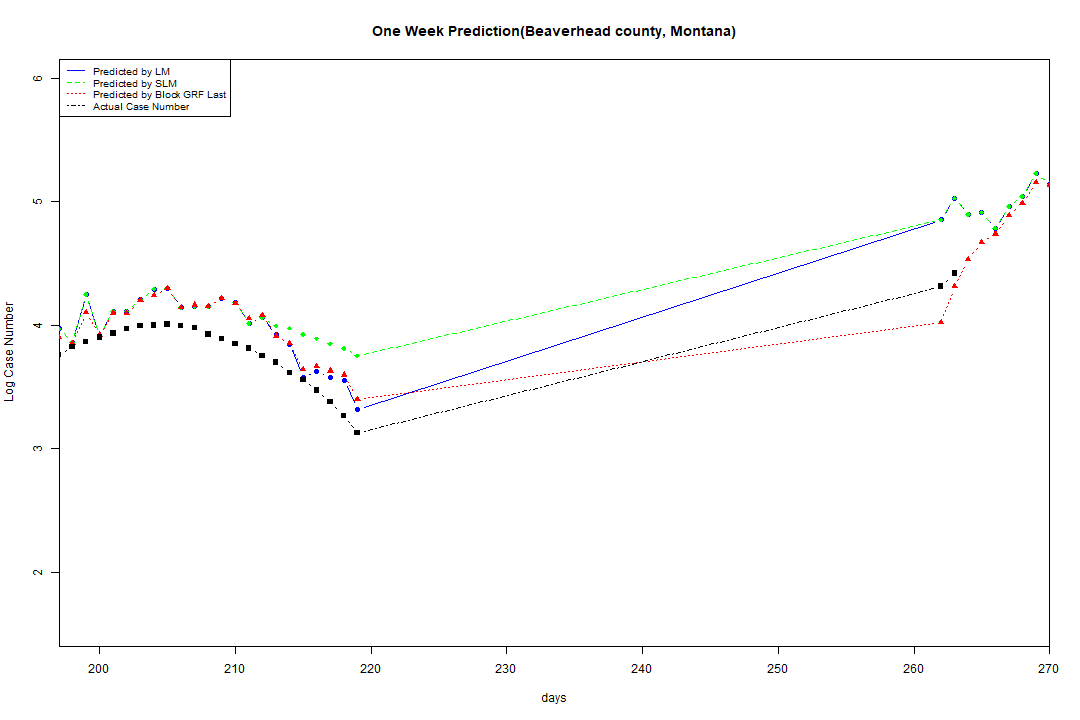 One Week Prediction(Beaverhead county, Montana)
Predicted by LM
Predicted by SLM
Predicted by Block GRF Last
Actual Case Number
6
5
4
3
2
Log Case Number
200 210 220 230 240 250 260 270
days